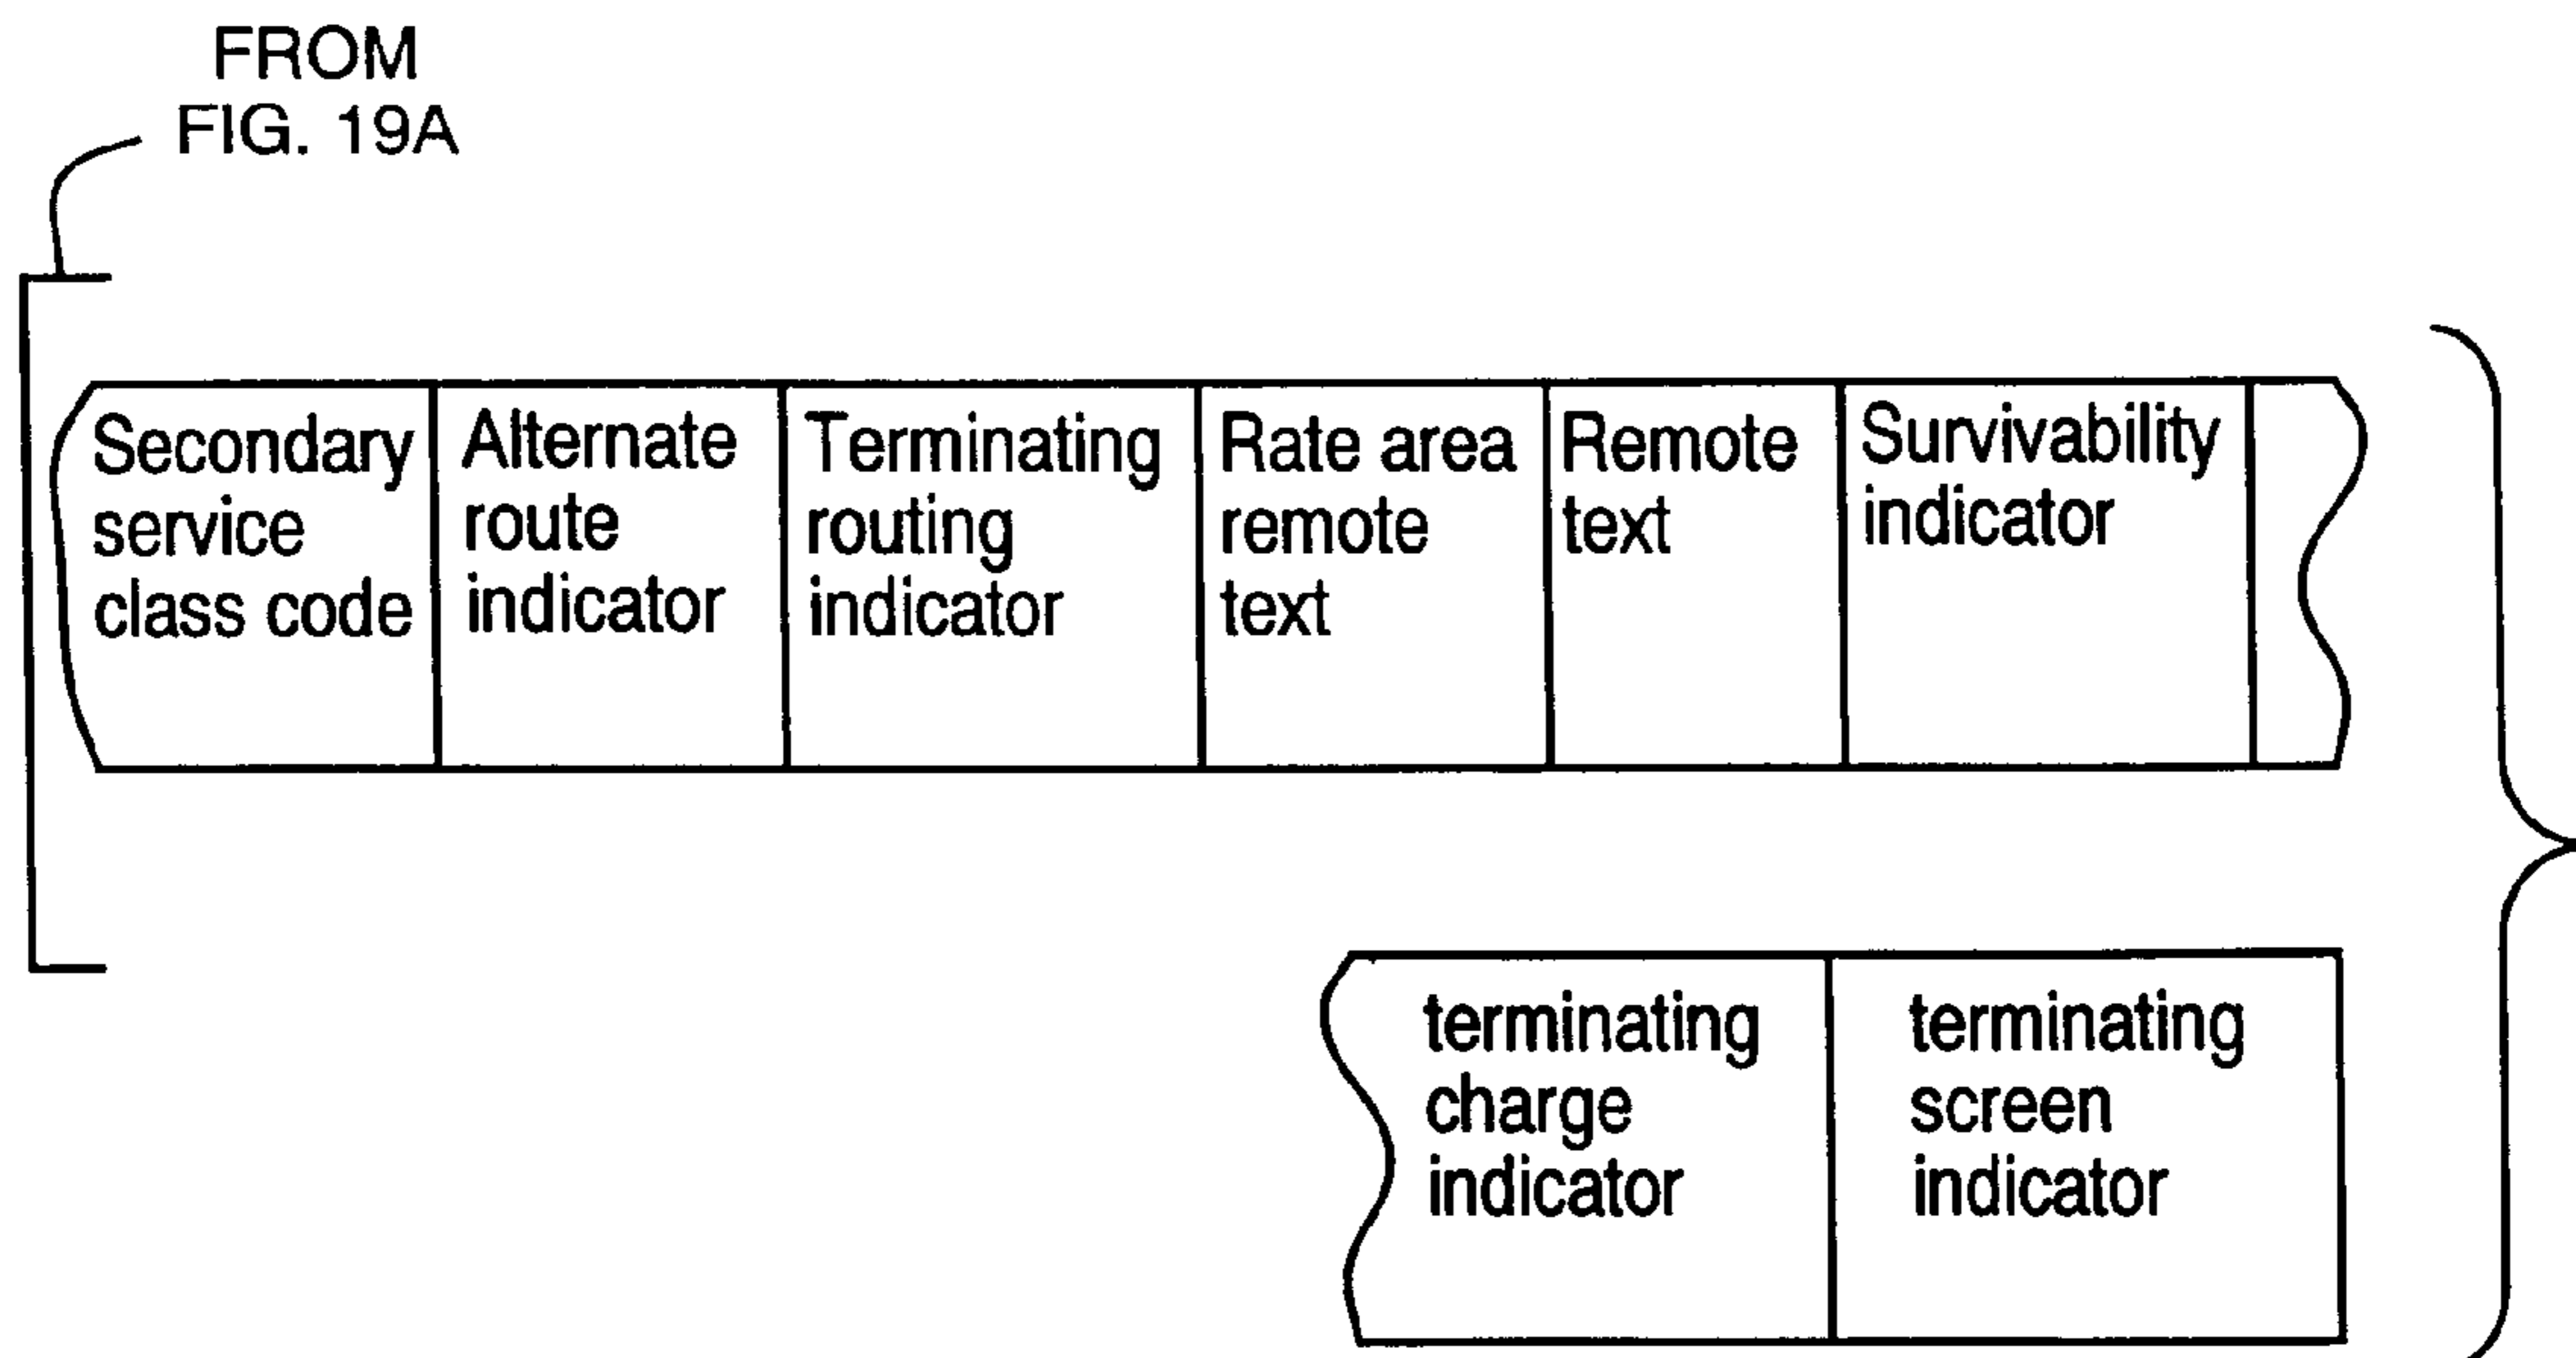 FROM
FIG. 19A
Secondary
service
class code
Alternate
route
indicator
Terminating
routing
indicator
Rate area
remote
text
Remote
text
Survivability
indicator
terminating
charge
indicator
terminating
screen
indicator